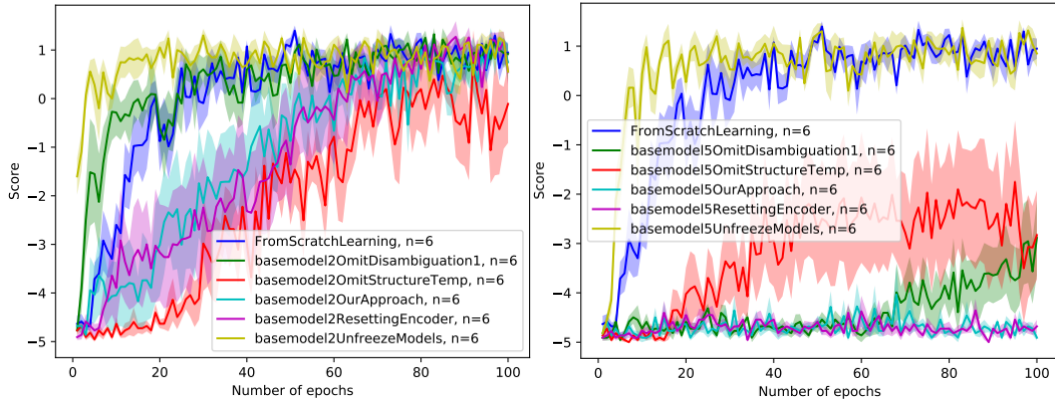 1
0
−1
−2
−3
−4
−5
Score
0
20
40
60
80
100
Number of epochs
FromScratchLearning, n=6
basemodel2OmitDisambiguation1, n=6
basemodel2OmitStructureTemp, n=6
basemodel2OurApproach, n=6
basemodel2ResettingEncoder, n=6
basemodel2UnfreezeModels, n=6
1
0
−1
−2
−3
−4
−5
Score
0
20
40
60
80
100
Number of epochs
FromScratchLearning, n=6
basemodel5OmitDisambiguation1, n=6
basemodel5OmitStructureTemp, n=6
basemodel5OurApproach, n=6
basemodel5ResettingEncoder, n=6
basemodel5UnfreezeModels, n=6